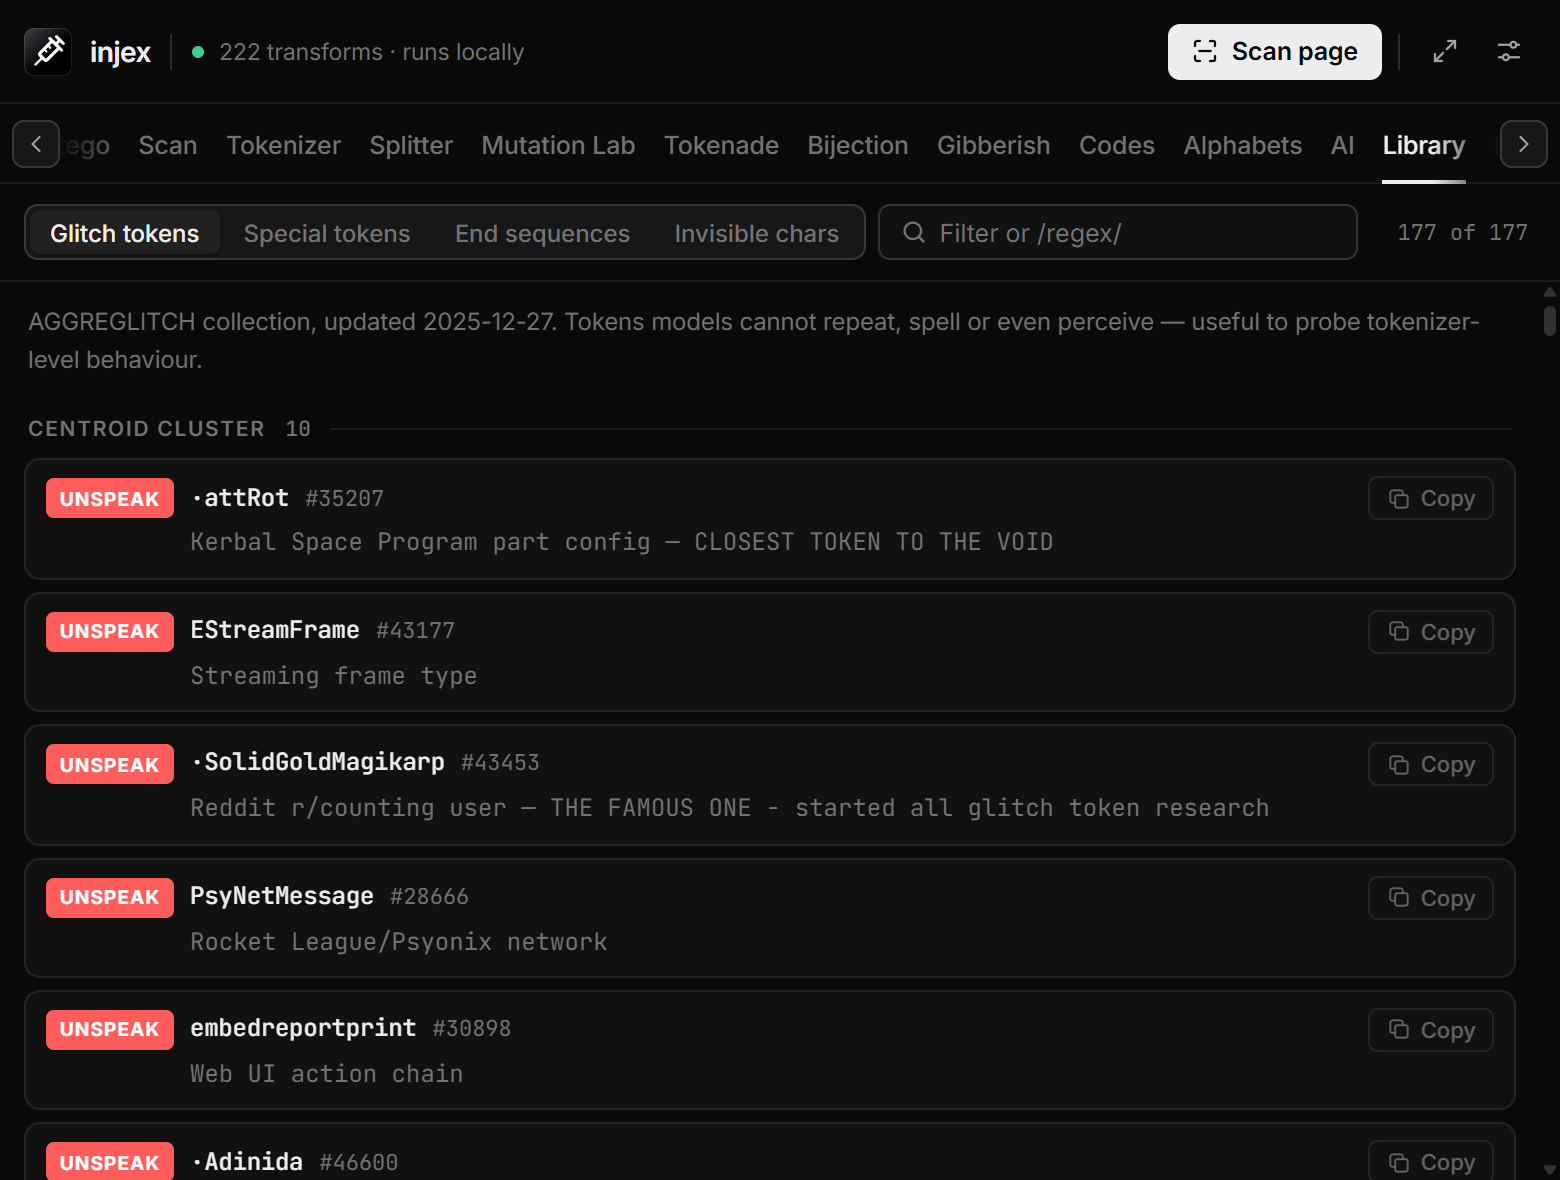 injex
222 transforms · runs locally
Scan page
ego Scan Tokenizer Splitter Mutation Lab Tokenade Bijection Gibberish Codes Alphabets AI Library
Glitch tokens Special tokens End sequences Invisible chars Filter or /regex/ 177 of 177
AGGREGLITCH collection, updated 2025-12-27. Tokens models cannot repeat, spell or even perceive — useful to probe tokenizer-
level behaviour.
CENTROID CLUSTER 10
UNSPEAK ·attRot #35207 Copy
Kerbal Space Program part config — CLOSEST TOKEN TO THE VOID
UNSPEAK EStreamFrame #43177 Copy
Streaming frame type
UNSPEAK ·SolidGoldMagikarp #43453 Copy
Reddit r/counting user — THE FAMOUS ONE - started all glitch token research
UNSPEAK PsyNetMessage #28666 Copy
Rocket League/Psyonix network
UNSPEAK embedreportprint #30898 Copy
Web UI action chain
UNSPEAK ·Adinida #46600 Copy